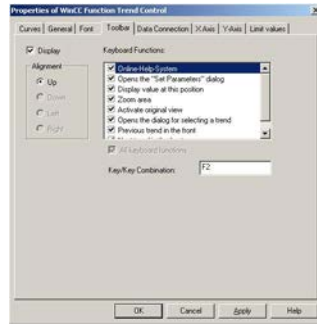 Properties of WinCC Function Trend Control
Curves General Font Toolbar Data Connection X Axis Y Axis Limit values
Display
Keyboard Functions:
Alignment
Up
Down
Left
Right
Online-Help-System
Opens the "Set Parameters" dialog
Display value at this position
Zoom area
Activate original view
Opens the dialog for selecting a trend
Previous trend in the front
All keyboard functions
Key/Key Combination:
F2
OK Cancel Apply Help